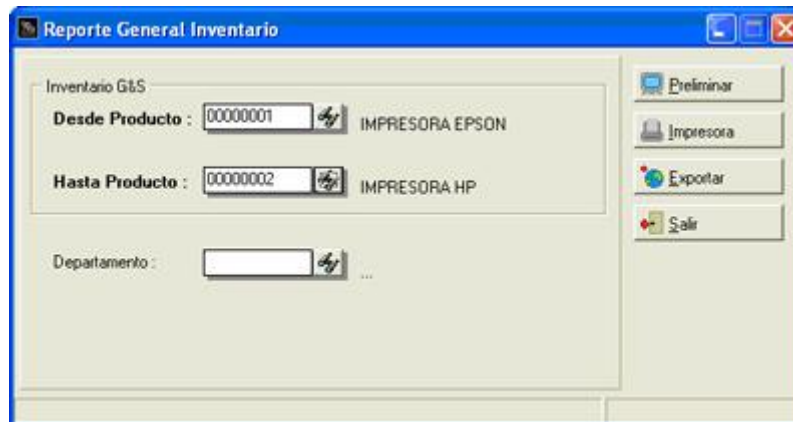 Reporte General Inventario
Inventario G&S
Desde Producto : 00000001 IMPRESORA EPSON
Hasta Producto : 00000002 IMPRESORA HP
Departamento : ...
Preliminar
Impresora
Exportar
Salir